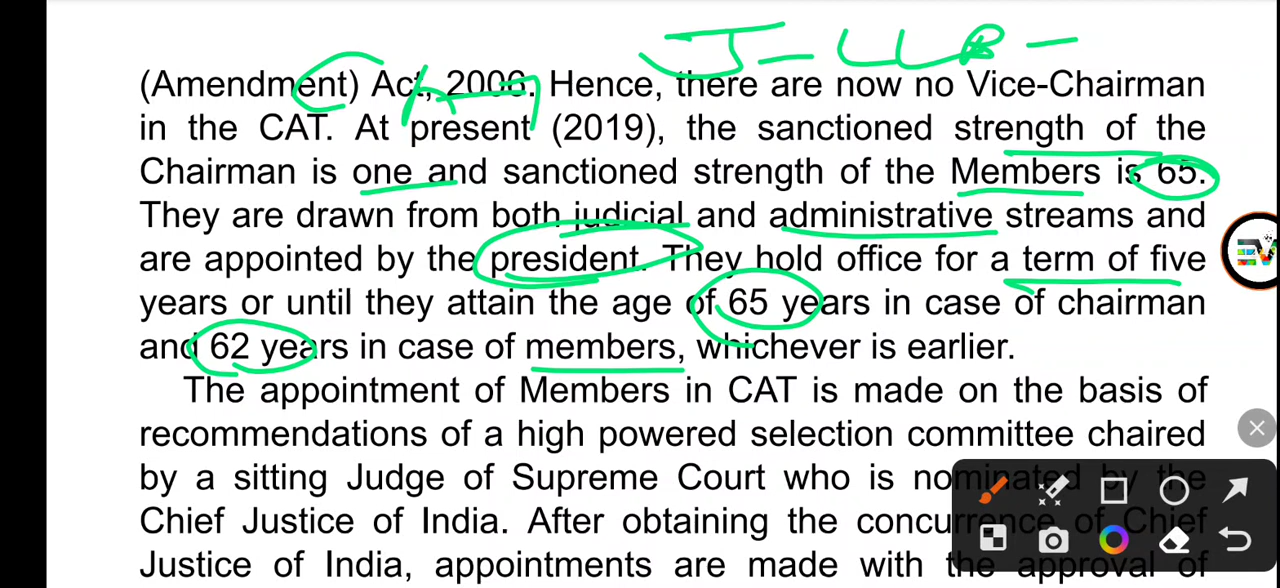 J - LLB -
(Amendment) Act, 2006. Hence, there are now no Vice-Chairman
in the CAT. At present (2019), the sanctioned strength of the
Chairman is one and sanctioned strength of the Members is 65.
They are drawn from both judicial and administrative streams and
are appointed by the president. They hold office for a term of five
years or until they attain the age of 65 years in case of chairman
and 62 years in case of members, whichever is earlier.
The appointment of Members in CAT is made on the basis of
recommendations of a high powered selection committee chaired
by a sitting Judge of Supreme Court who is nominated by the
Chief Justice of India. After obtaining the concurrence of Chief
Justice of India, appointments are made with the approval of
EV